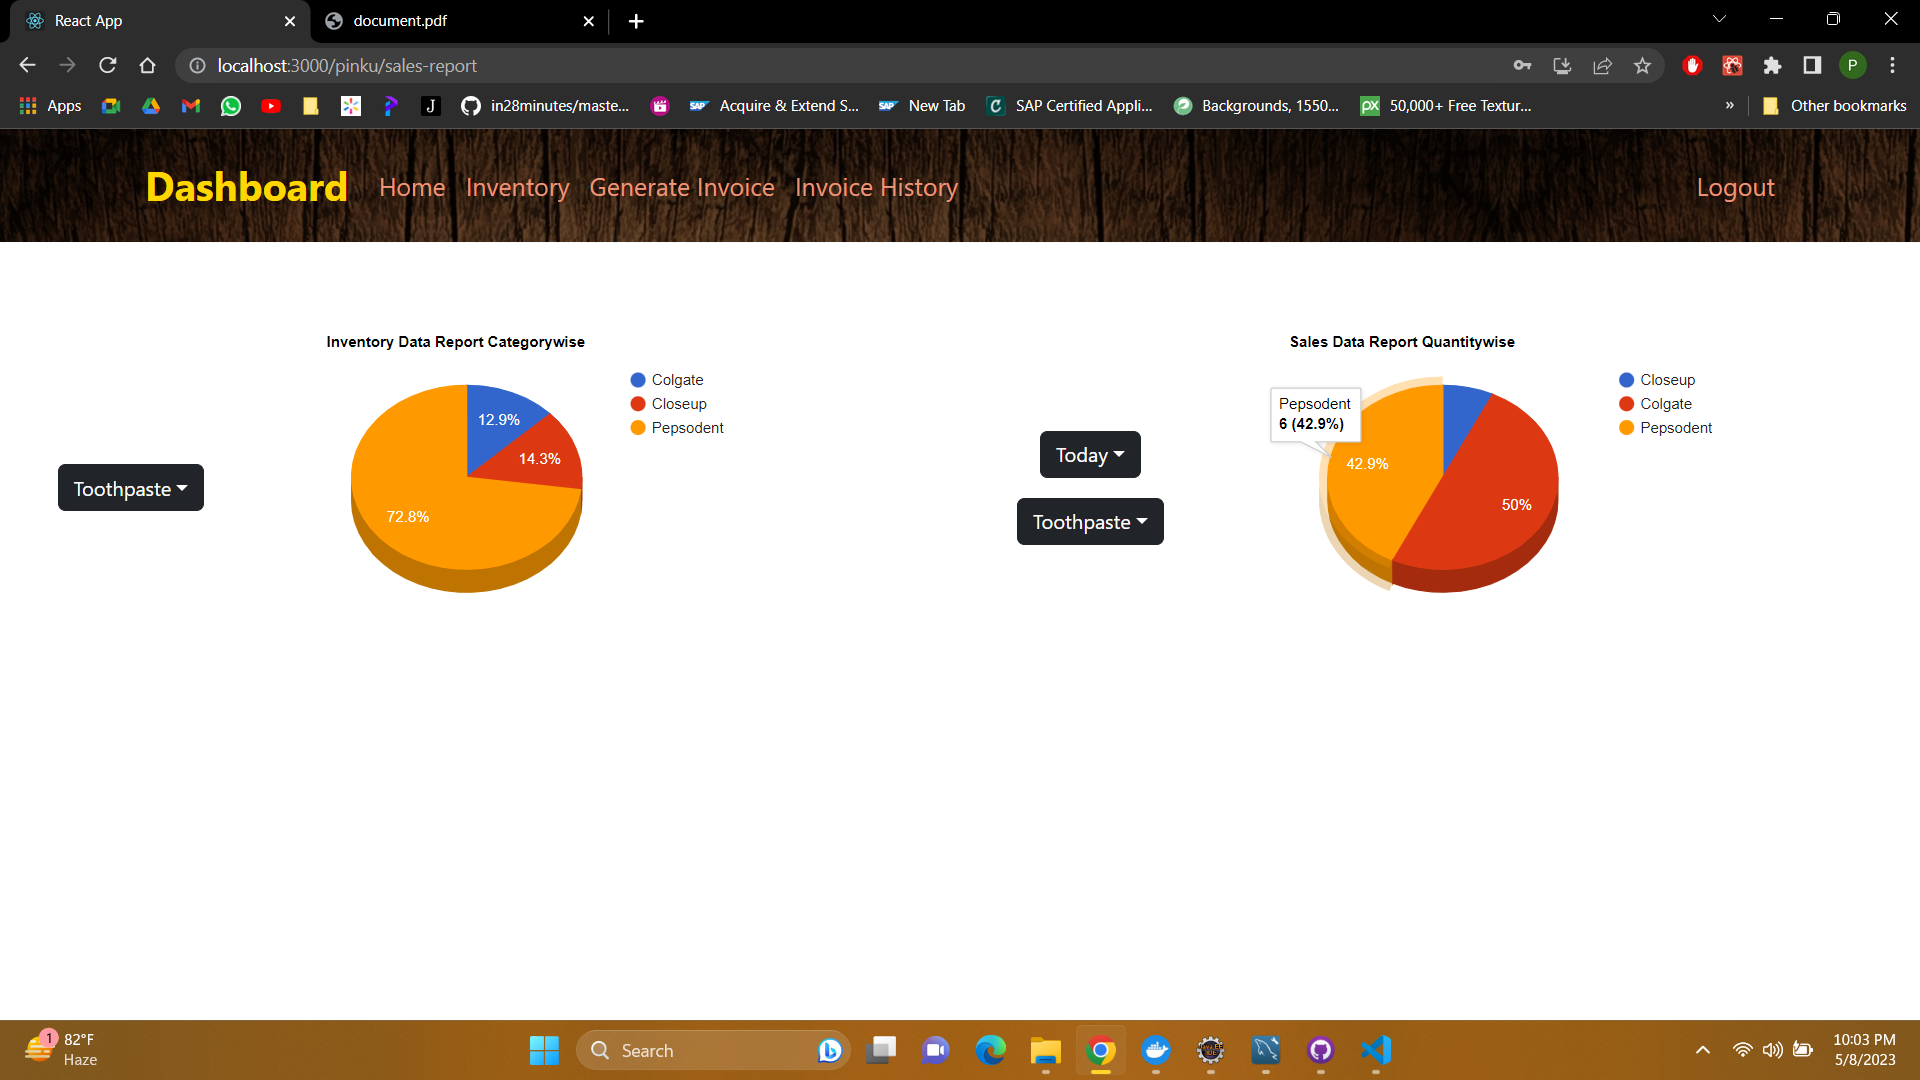 React App
document.pdf
localhost:3000/pinku/sales-report
P
Apps
J
in28minutes/maste...
SAP
Acquire & Extend S...
SAP
New Tab
SAP Certified Appli...
Backgrounds, 1550...
px
50,000+ Free Textur...
»
Other bookmarks
Dashboard
Home
Inventory
Generate Invoice
Invoice History
Logout
Inventory Data Report Categorywise
Colgate
Closeup
Pepsodent
12.9%
14.3%
72.8%
Toothpaste
Sales Data Report Quantitywise
Closeup
Colgate
Pepsodent
Pepsodent
6 (42.9%)
42.9%
50%
Today
Toothpaste
1
82°F
Haze
Search
10:03 PM
5/8/2023